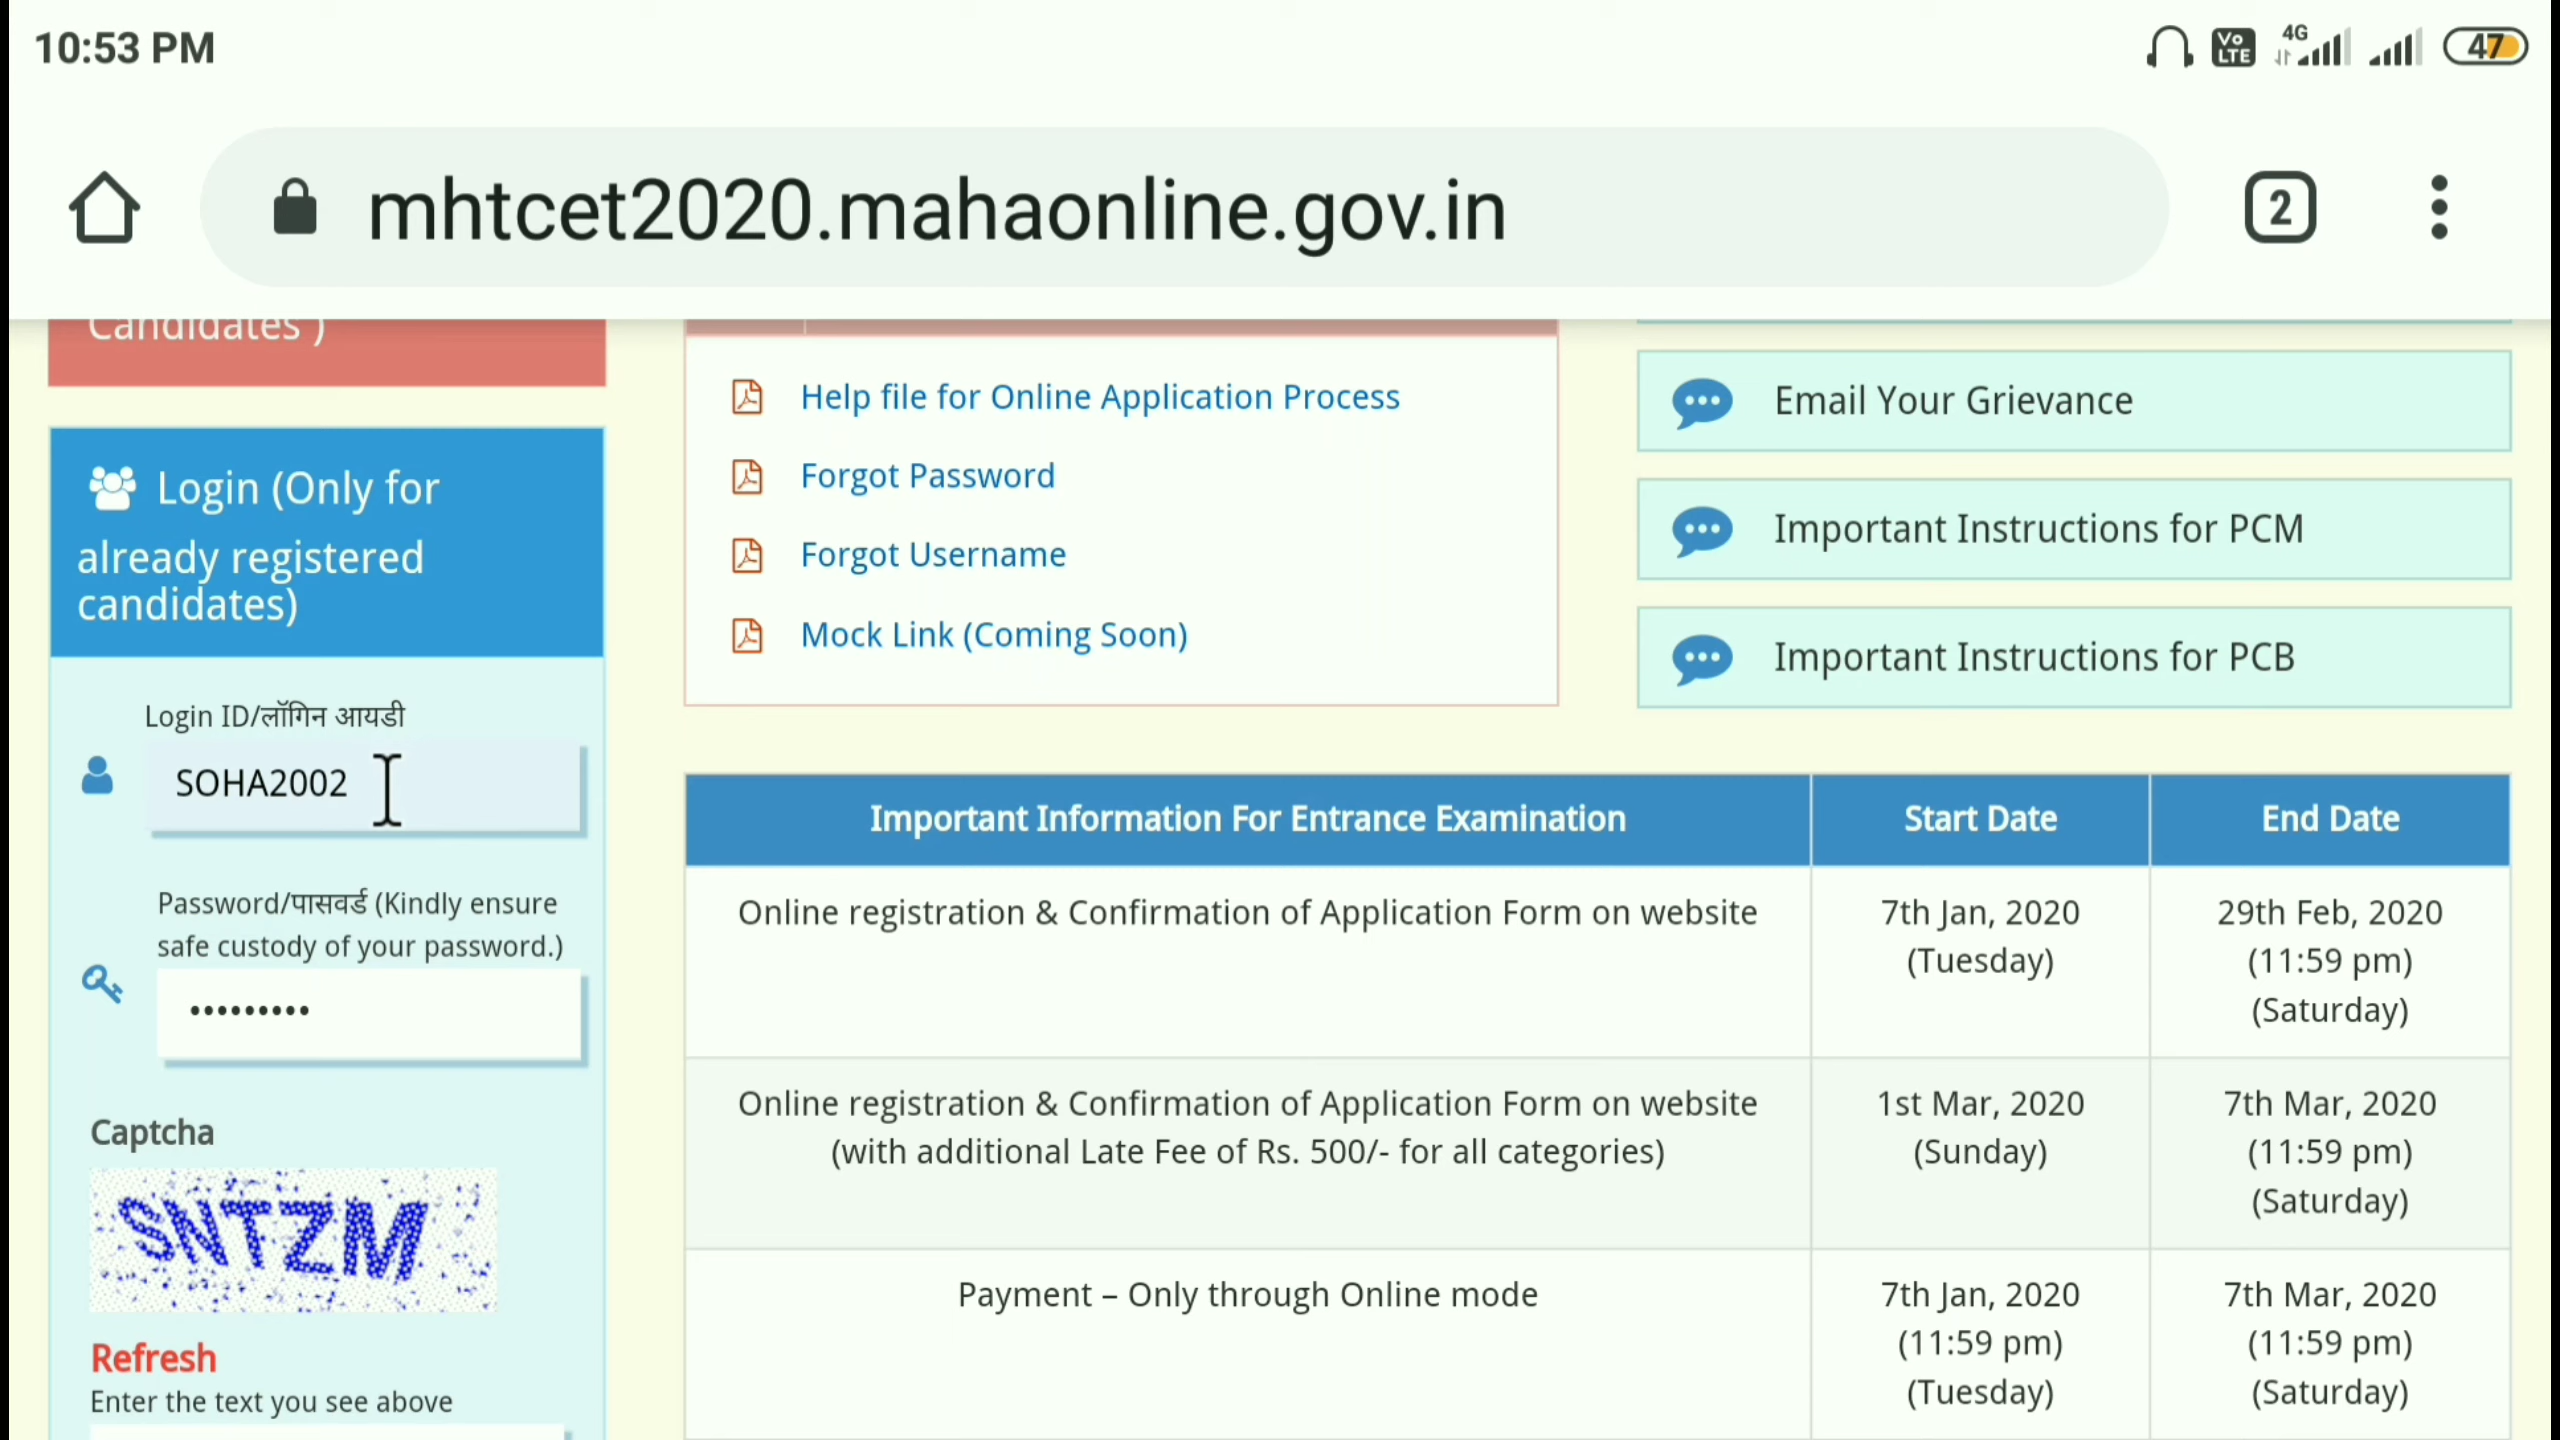 10:53 PM
Vo LTE
4G
47
mhtcet2020.mahaonline.gov.in
2
Candidates )
Login (Only for
already registered
candidates)
Login ID/लॉगिन आयडी
SOHA2002
Password/पासवर्ड (Kindly ensure
safe custody of your password.)
•••••••••
Captcha
SNTZM
Refresh
Enter the text you see above
Help file for Online Application Process
Forgot Password
Forgot Username
Mock Link (Coming Soon)
Email Your Grievance
Important Instructions for PCM
Important Instructions for PCB
Important Information For Entrance Examination
Start Date
End Date
Online registration & Confirmation of Application Form on website
7th Jan, 2020
(Tuesday)
29th Feb, 2020
(11:59 pm)
(Saturday)
Online registration & Confirmation of Application Form on website
(with additional Late Fee of Rs. 500/- for all categories)
1st Mar, 2020
(Sunday)
7th Mar, 2020
(11:59 pm)
(Saturday)
Payment – Only through Online mode
7th Jan, 2020
(11:59 pm)
(Tuesday)
7th Mar, 2020
(11:59 pm)
(Saturday)